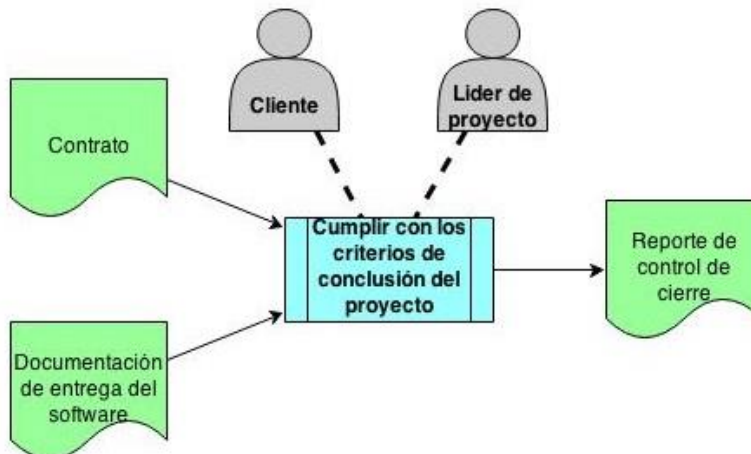 Cliente
Lider de
proyecto
Contrato
Cumplir con los
criterios de
conclusión del
proyecto
Reporte de
control de
cierre
Documentación
de entrega del
software